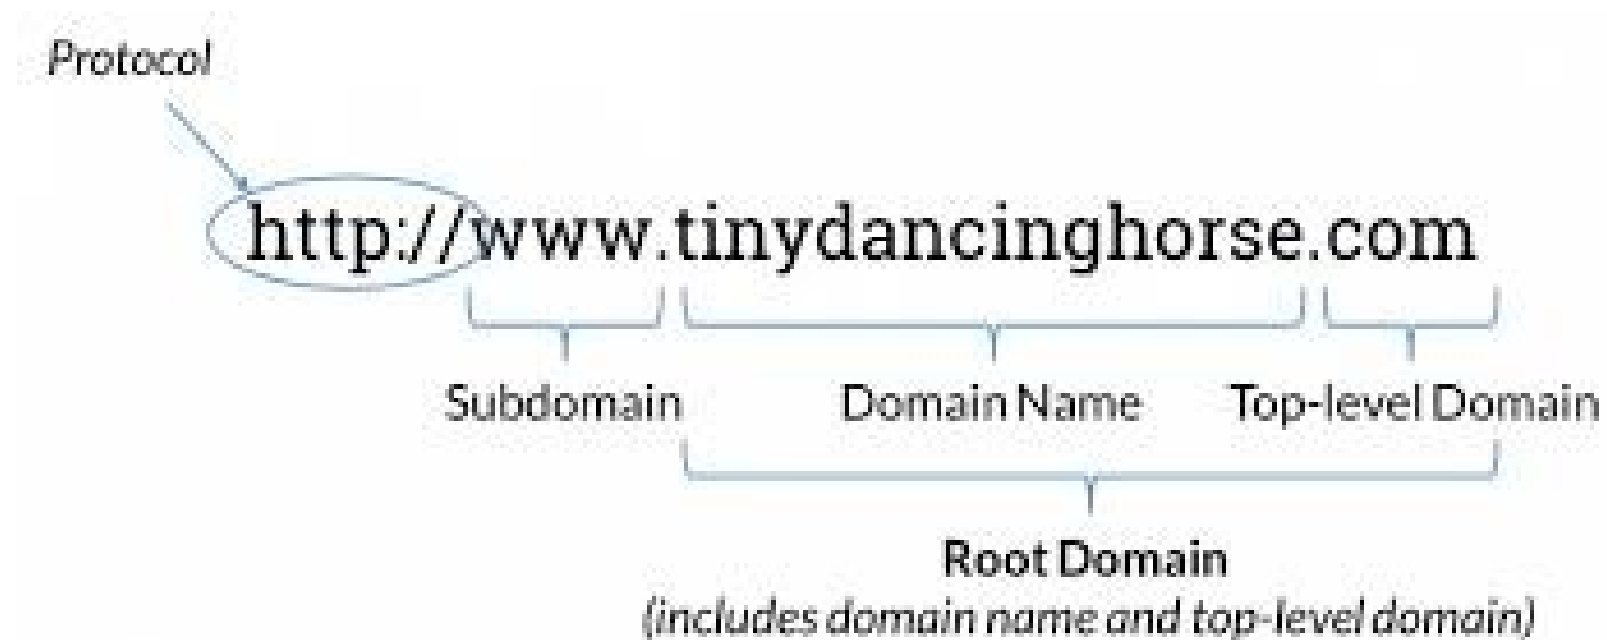 Protocol
http://www.tinydancinghorse.com
Subdomain Domain Name Top-level Domain
Root Domain
(includes domain name and top-level domain)